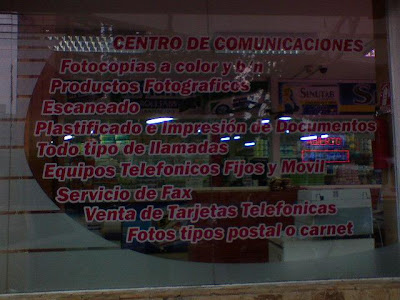 CENTRO DE COMUNICACIONES
Fotocopias a color y b/n
Productos Fotograficos
Escaneado
Plastificado e Impresión de Documentos
Todo tipo de llamadas
Equipos Telefonicos Fijos y Movil
Servicio de Fax
Venta de Tarjetas Telefonicas
Fotos tipos postal o carnet
SINUTAB